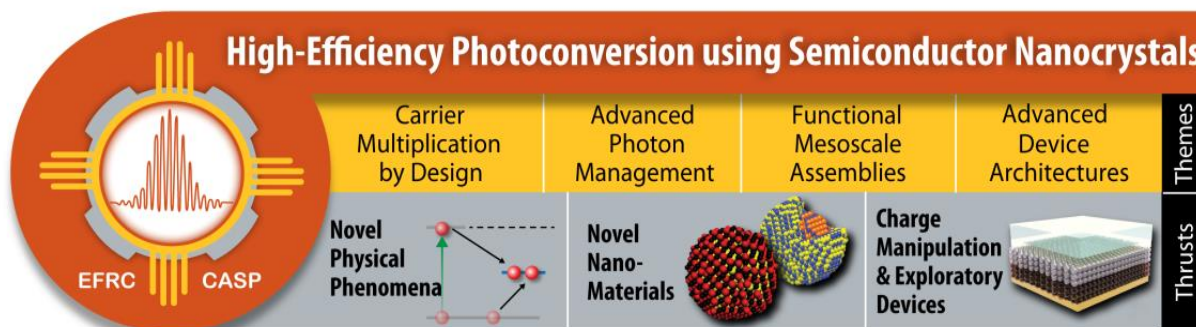 High-Efficiency Photoconversion using Semiconductor Nanocrystals
Carrier
Multiplication
by Design
Advanced
Photon
Management
Functional
Mesoscale
Assemblies
Advanced
Device
Architectures
Themes
Novel
Physical
Phenomena
Novel
Nano-
Materials
Charge
Manipulation
& Exploratory
Devices
Thrusts
EFRC CASP